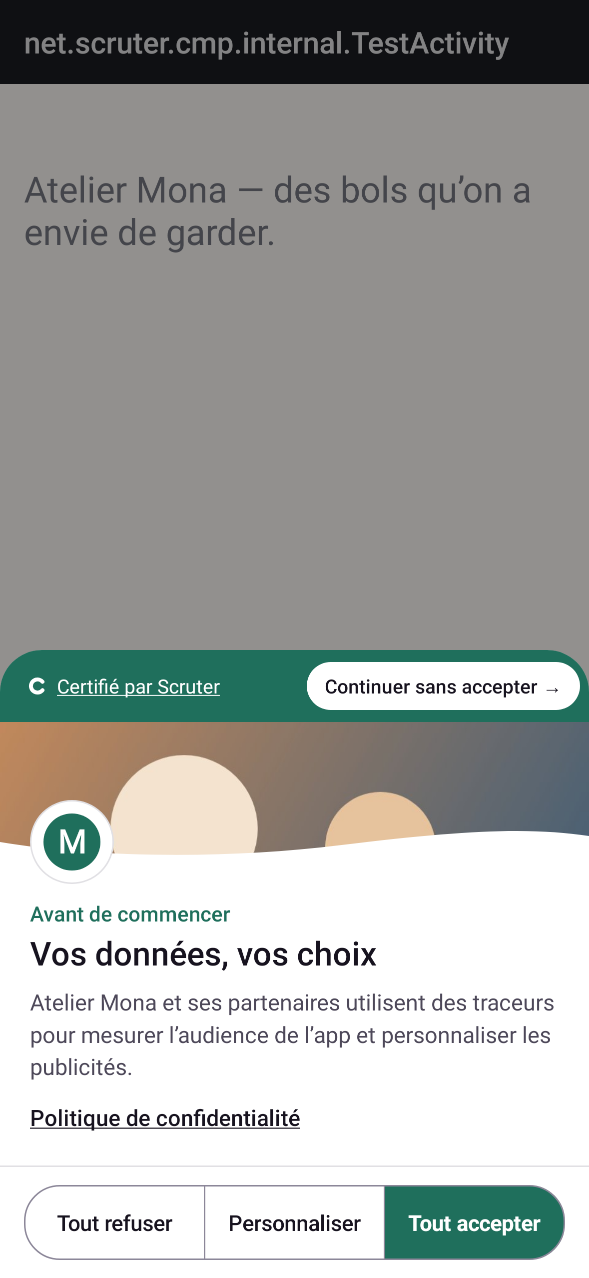 net.scruter.cmp.internal.TestActivity
Atelier Mona — des bols qu’on a
envie de garder.
C Certifié par Scruter
Continuer sans accepter →
M
Avant de commencer
Vos données, vos choix
Atelier Mona et ses partenaires utilisent des traceurs
pour mesurer l’audience de l’app et personnaliser les
publicités.
Politique de confidentialité
Tout refuser
Personnaliser
Tout accepter